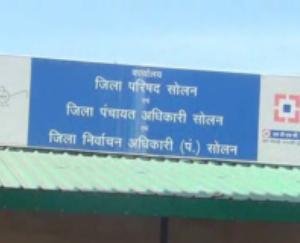 कार्यालय
जिला परिषद सोलन
एवं
जिला पंचायत अधिकारी सोलन
एवं
जिला निर्वाचन अधिकारी (पं.) सोलन